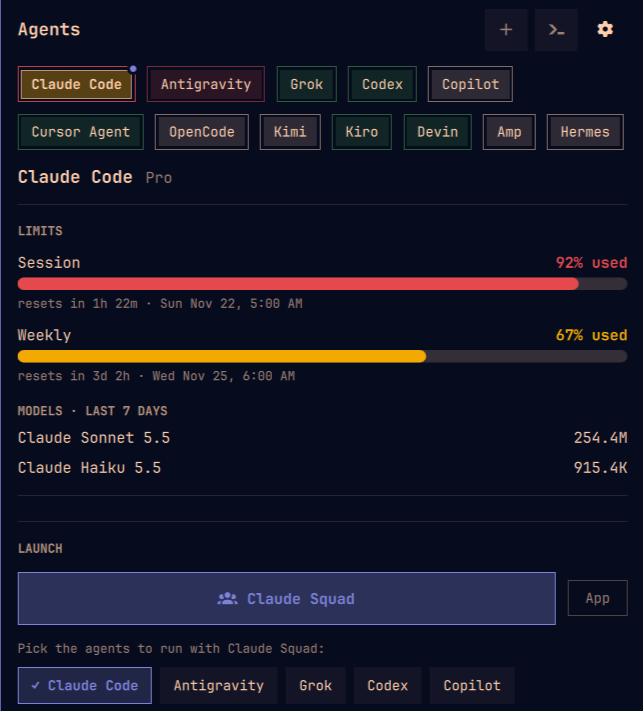 Agents
Claude Code Antigravity Grok Codex Copilot
Cursor Agent OpenCode Kimi Kiro Devin Amp Hermes
Claude Code Pro
LIMITS
Session 92% used
resets in 1h 22m · Sun Nov 22, 5:00 AM
Weekly 67% used
resets in 3d 2h · Wed Nov 25, 6:00 AM
MODELS · LAST 7 DAYS
Claude Sonnet 5.5 254.4M
Claude Haiku 5.5 915.4K
LAUNCH
Claude Squad App
Pick the agents to run with Claude Squad:
✓ Claude Code Antigravity Grok Codex Copilot